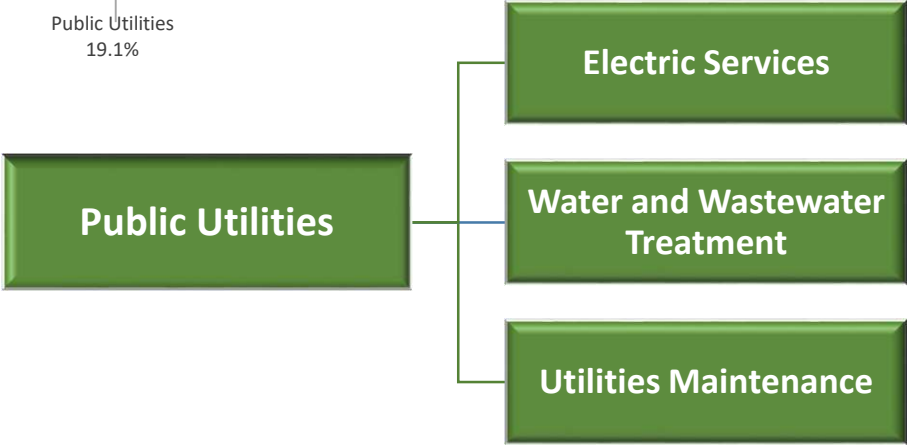 Public Utilities
19.1%
Electric Services
Public Utilities
Water and Wastewater
Treatment
Utilities Maintenance